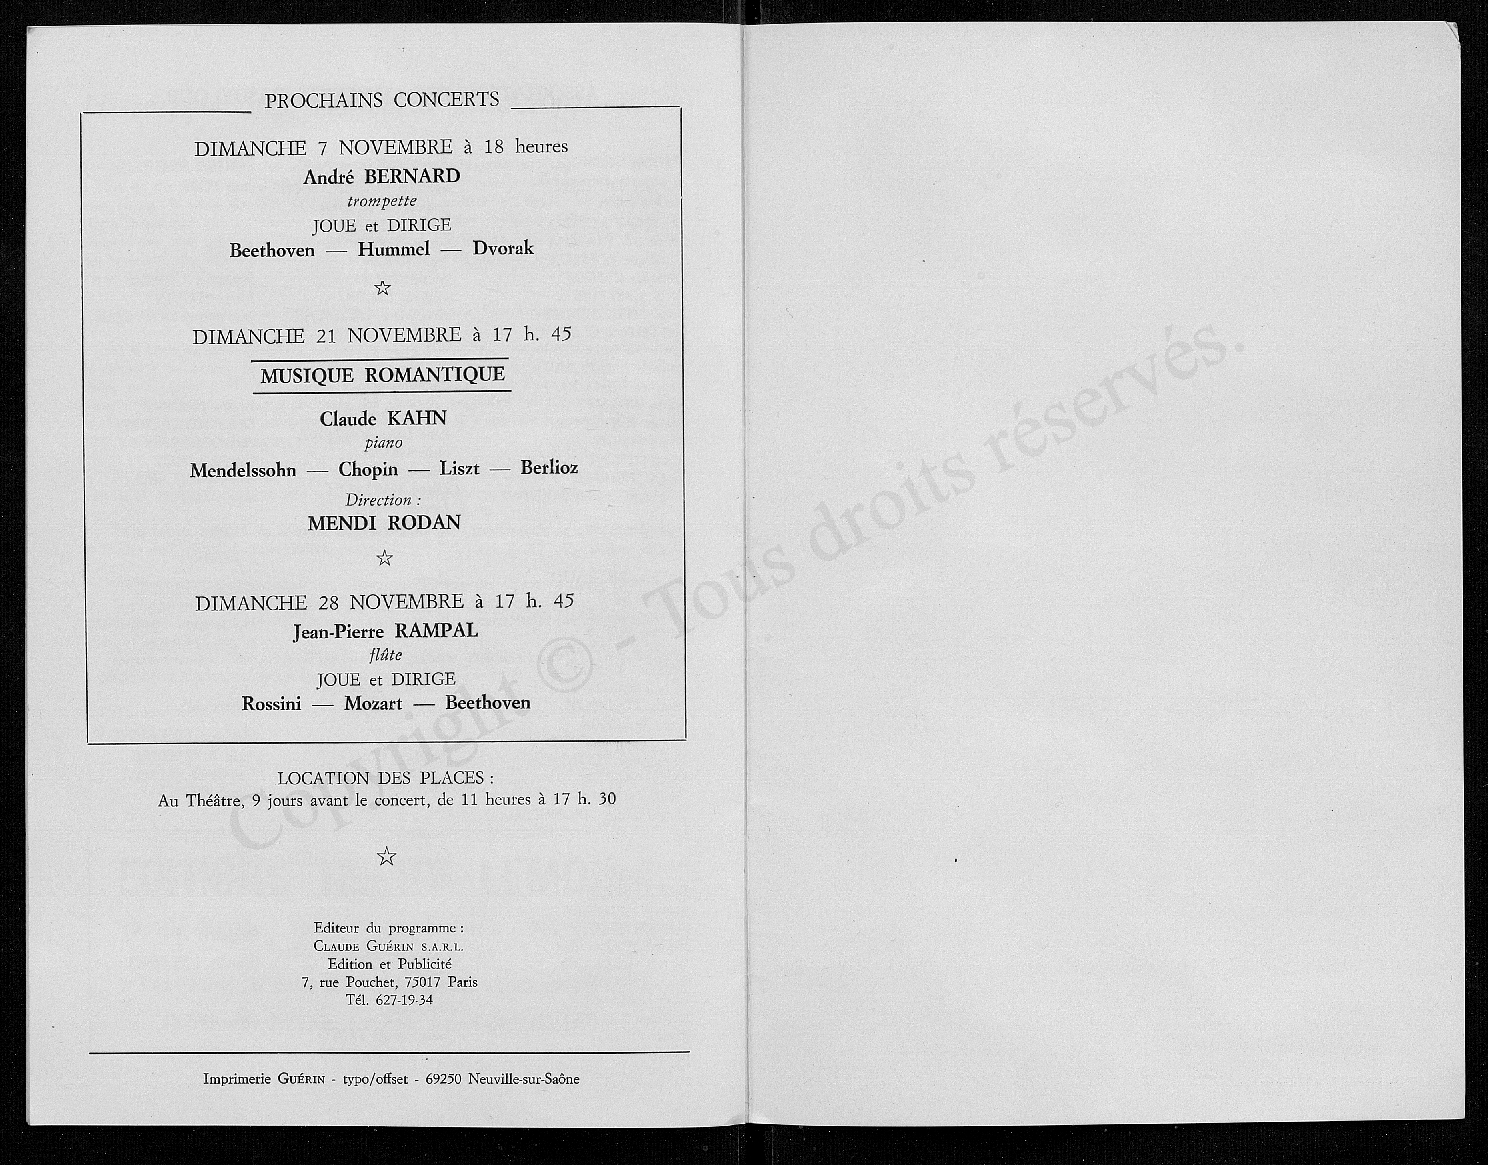 PROCHAINS CONCERTS
DIMANCHE 7 NOVEMBRE à 18 heures
André BERNARD
trompette
JOUE et DIRIGE
Beethoven — Hummel — Dvorak
☆
DIMANCHE 21 NOVEMBRE à 17 h. 45
MUSIQUE ROMANTIQUE
Claude KAHN
piano
Mendelssohn — Chopin — Liszt — Berlioz
Direction :
MENDI RODAN
☆
DIMANCHE 28 NOVEMBRE à 17 h. 45
Jean-Pierre RAMPAL
flûte
JOUE et DIRIGE
Rossini — Mozart — Beethoven
LOCATION DES PLACES :
Au Théâtre, 9 jours avant le concert, de 11 heures à 17 h. 30
☆
Editeur du programme :
CLAUDE GUÉRIN S.A.R.L.
Edition et Publicité
7, rue Pouchet, 75017 Paris
Tél. 627-19-34
Imprimerie GUÉRIN - typo/offset - 69250 Neuville-sur-Saône
Copyright © - Tous droits réservés.